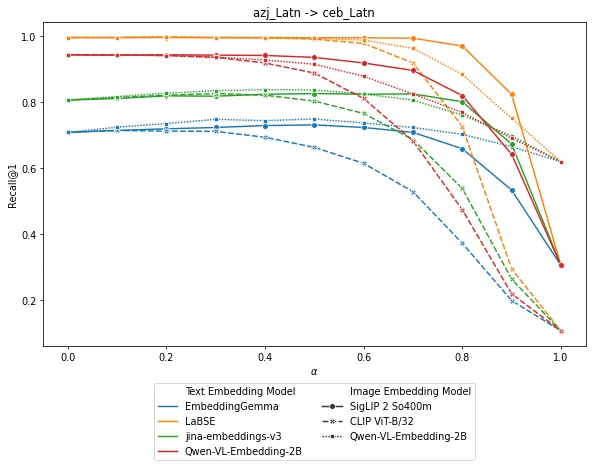 azj_Latn -> ceb_Latn
1.0
0.8
0.6
0.4
0.2
Recall@1
0.0 0.2 0.4 0.6 0.8 1.0
α
Text Embedding Model Image Embedding Model
EmbeddingGemma SigLIP 2 So400m
LaBSE CLIP ViT-B/32
jina-embeddings-v3 Qwen-VL-Embedding-2B
Qwen-VL-Embedding-2B